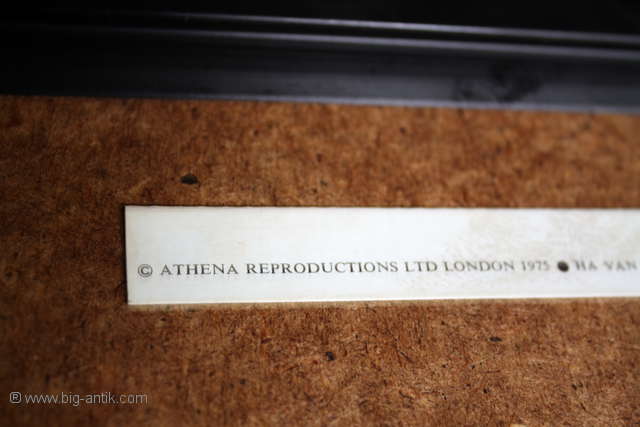 © ATHENA REPRODUCTIONS LTD LONDON 1975 ● HA VAN
® www.big-antik.com